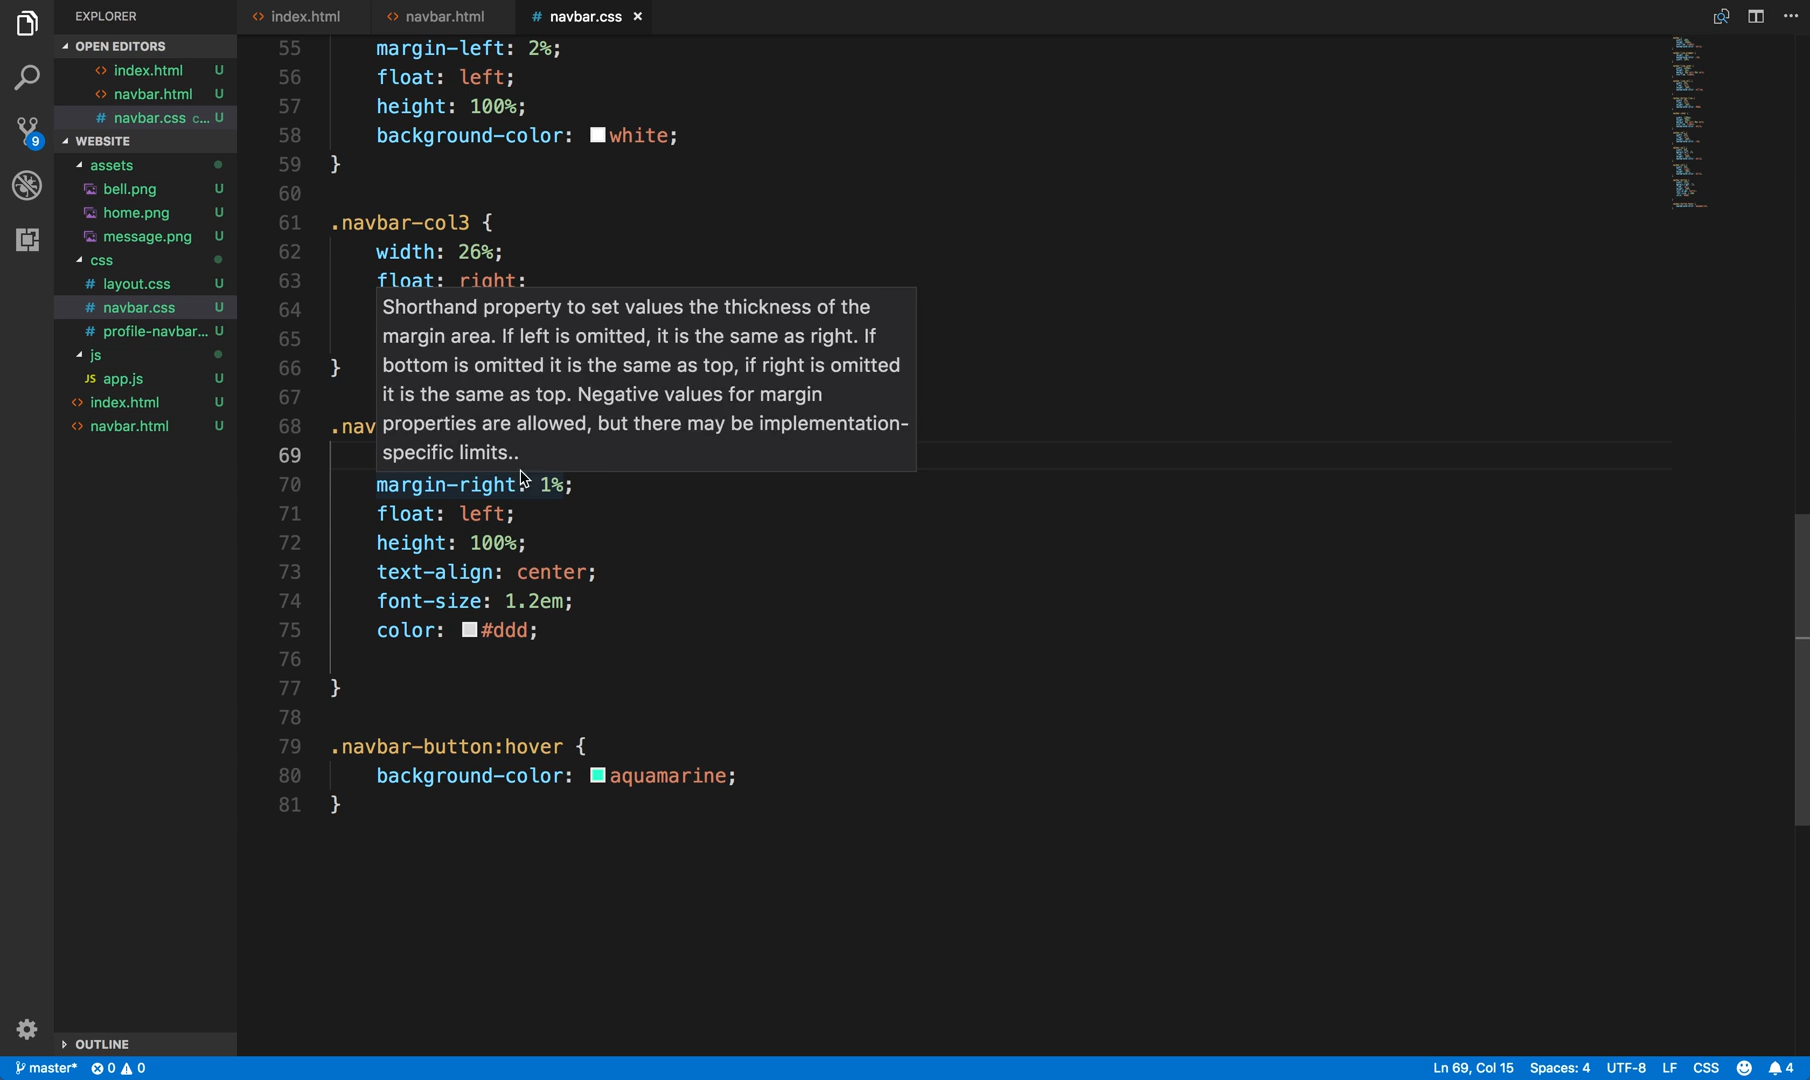 EXPLORER
OPEN EDITORS
<> index.html U
<> navbar.html U
# navbar.css c... U
WEBSITE
assets
bell.png U
home.png U
message.png U
css
# layout.css U
# navbar.css U
# profile-navbar... U
js
JS app.js U
<> index.html U
<> navbar.html U
OUTLINE
9
<> index.html
<> navbar.html
# navbar.css ×
55 margin-left: 2%;
56 float: left;
57 height: 100%;
58 background-color: white;
59 }
60
61 .navbar-col3 {
62 width: 26%;
63 float: right;
64
65
66 }
67
68 .nav
69
Shorthand property to set values the thickness of the
margin area. If left is omitted, it is the same as right. If
bottom is omitted it is the same as top, if right is omitted
it is the same as top. Negative values for margin
properties are allowed, but there may be implementation-
specific limits..
70 margin-right: 1%;
71 float: left;
72 height: 100%;
73 text-align: center;
74 font-size: 1.2em;
75 color: #ddd;
76
77 }
78
79 .navbar-button:hover {
80 background-color: aquamarine;
81 }
master* 0 0
Ln 69, Col 15 Spaces: 4 UTF-8 LF CSS 4